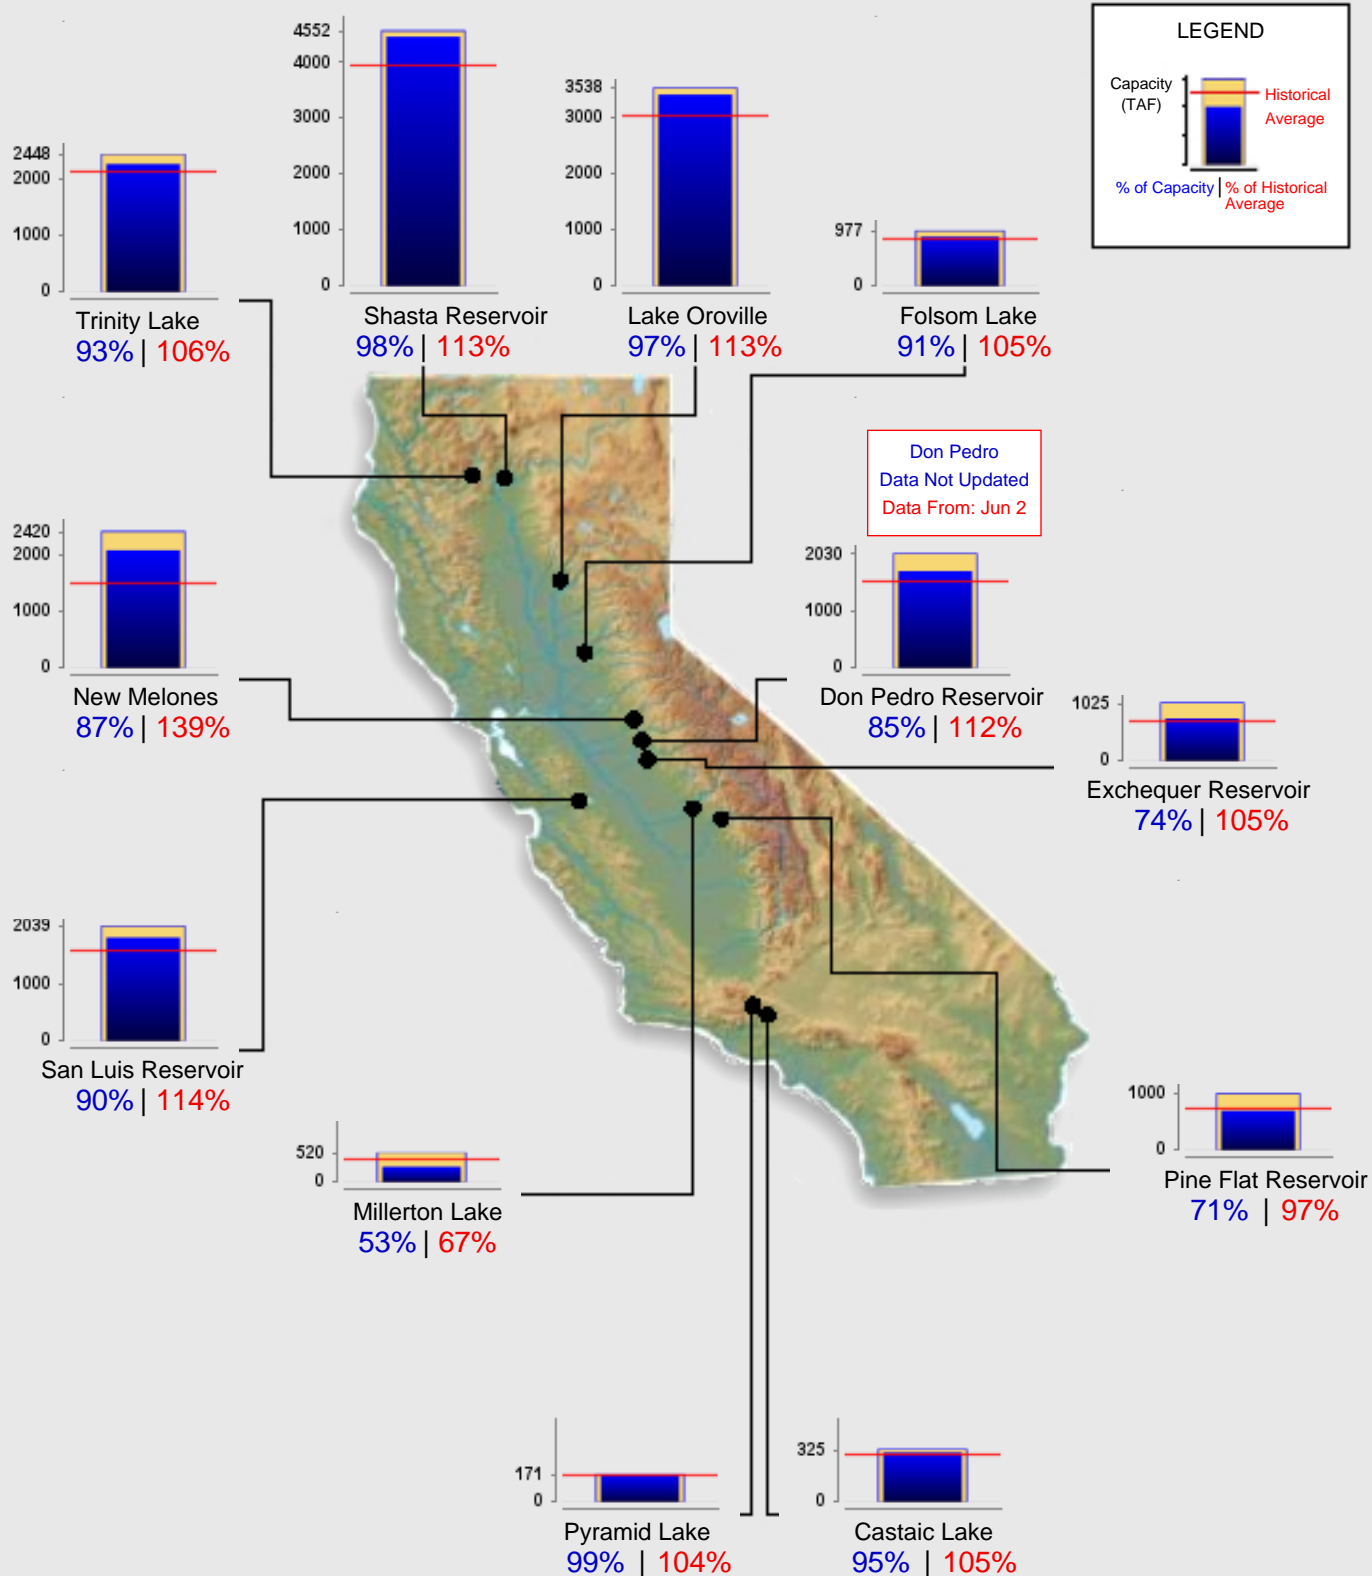 LEGEND
Capacity
(TAF)
Historical
Average
% of Capacity | % of Historical
Average
4552
4000
3000
2000
1000
0
Shasta Reservoir
98% | 113%
3538
3000
2000
1000
0
Lake Oroville
97% | 113%
2448
2000
1000
0
Trinity Lake
93% | 106%
977
0
Folsom Lake
91% | 105%
Don Pedro
Data Not Updated
Data From: Jun 2
2420
2000
1000
0
New Melones
87% | 139%
2030
1000
0
Don Pedro Reservoir
85% | 112%
1025
0
Exchequer Reservoir
74% | 105%
2039
1000
0
San Luis Reservoir
90% | 114%
520
0
Millerton Lake
53% | 67%
1000
0
Pine Flat Reservoir
71% | 97%
171
0
Pyramid Lake
99% | 104%
325
0
Castaic Lake
95% | 105%